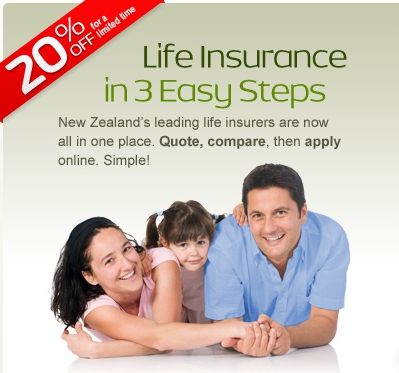 20% OFF for a limited time
Life Insurance
in 3 Easy Steps
New Zealand's leading life insurers are now
all in one place. Quote, compare, then apply
online. Simple!